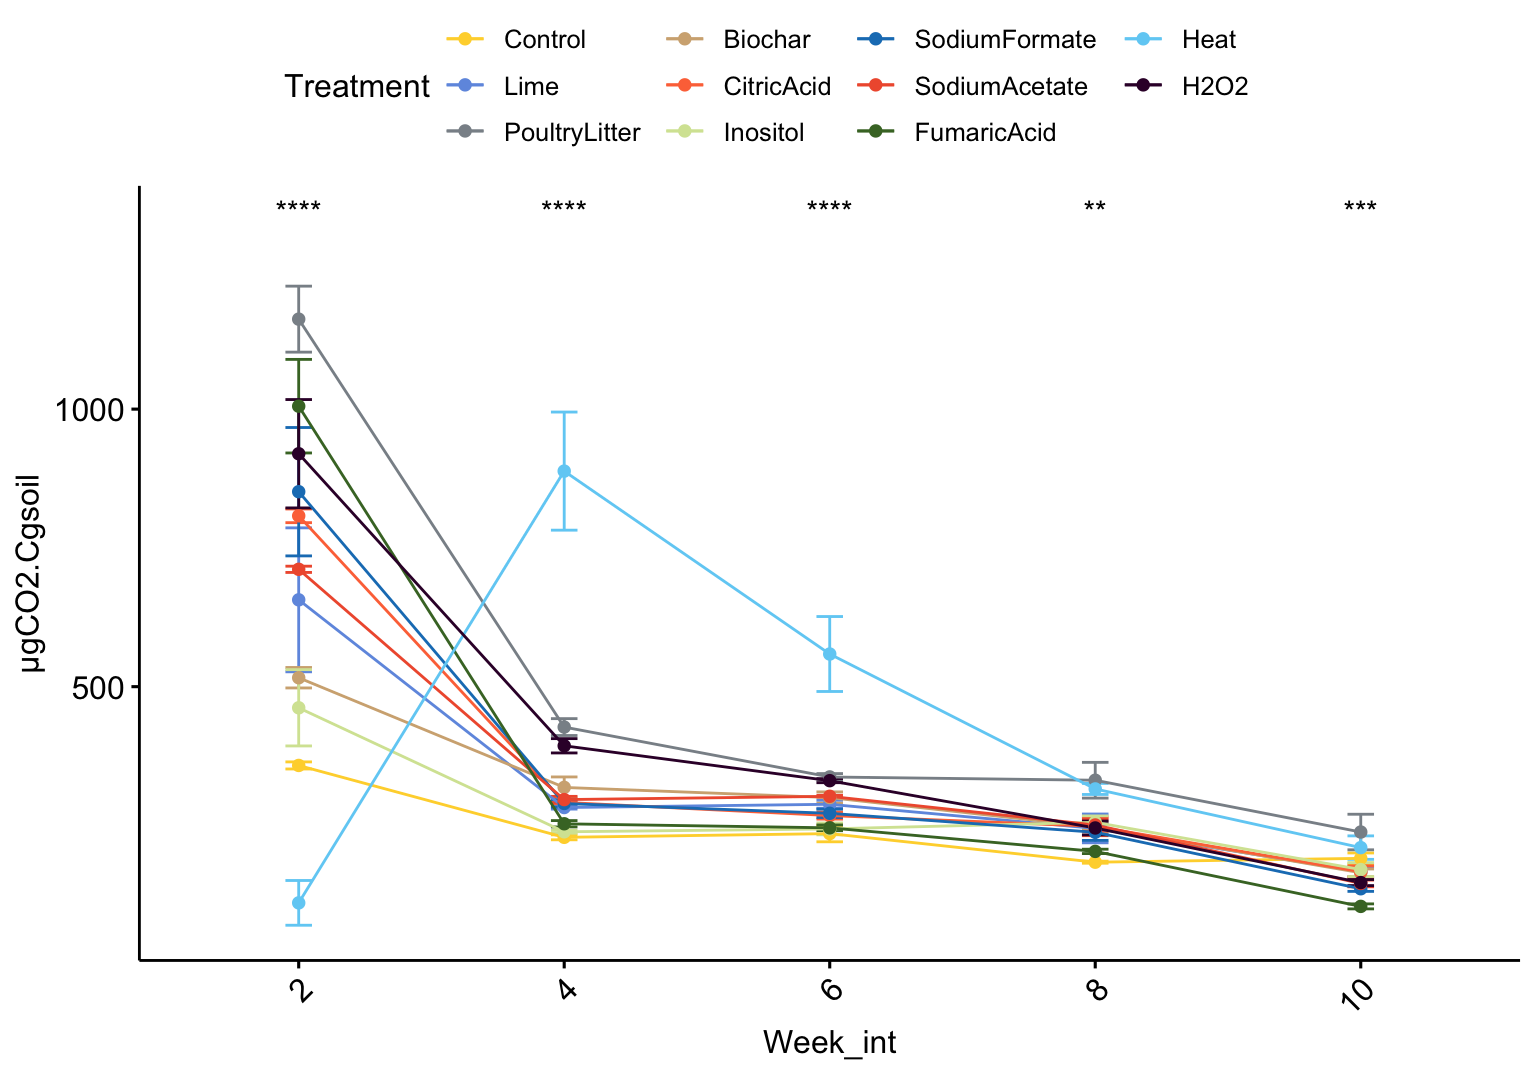 Control Biochar SodiumFormate Heat
Treatment Lime CitricAcid SodiumAcetate H2O2
PoultryLitter Inositol FumaricAcid
**** **** **** ** ***
1000
500
µgCO2.Cgsoil
2 4 6 8 10
Week_int